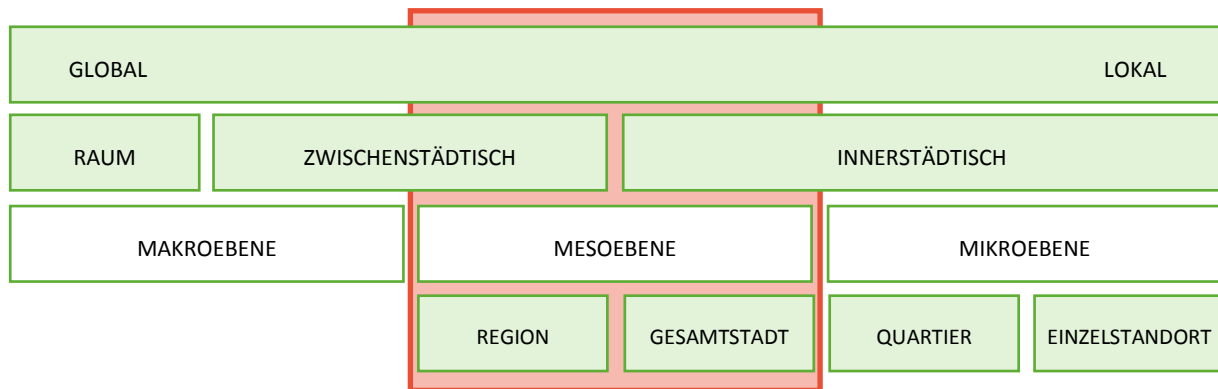 GLOBAL LOKAL
RAUM ZWISCHENSTÄDTISCH INNERSTÄDTISCH
MAKROEBENE MESOEBENE MIKROEBENE
REGION GESAMTSTADT QUARTIER EINZELSTANDORT